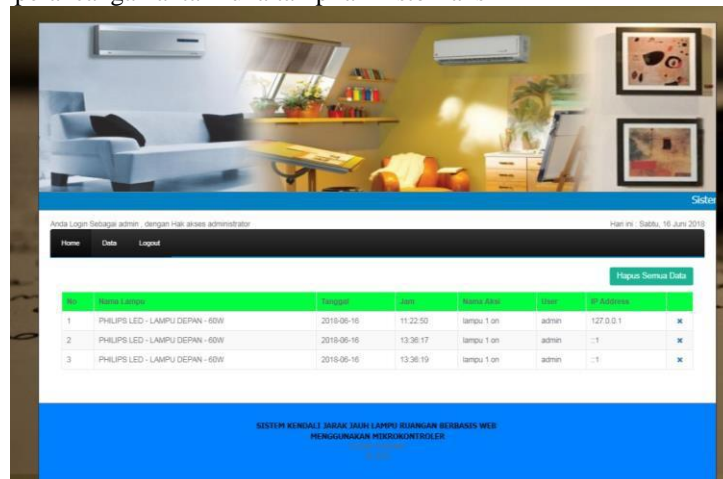 Sister
Anda Login Sebagai admin , dengan Hak akses administrator
Hari ini : Sabtu, 16 Juni 2018
Home Data Logout
Hapus Semua Data
No Nama Lampu Tanggal Jam Nama Aksi User IP Address
1 PHILIPS LED - LAMPU DEPAN - 60W 2018-06-16 11:22:50 lampu 1 on admin 127.0.0.1
2 PHILIPS LED - LAMPU DEPAN - 60W 2018-06-16 13:36:17 lampu 1 on admin ::1
3 PHILIPS LED - LAMPU DEPAN - 60W 2018-06-16 13:36:19 lampu 1 on admin ::1
SISTEM KENDALI JARAK JAUH LAMPU RUANGAN BERBASIS WEB
MENGGUNAKAN MIKROKONTROLER